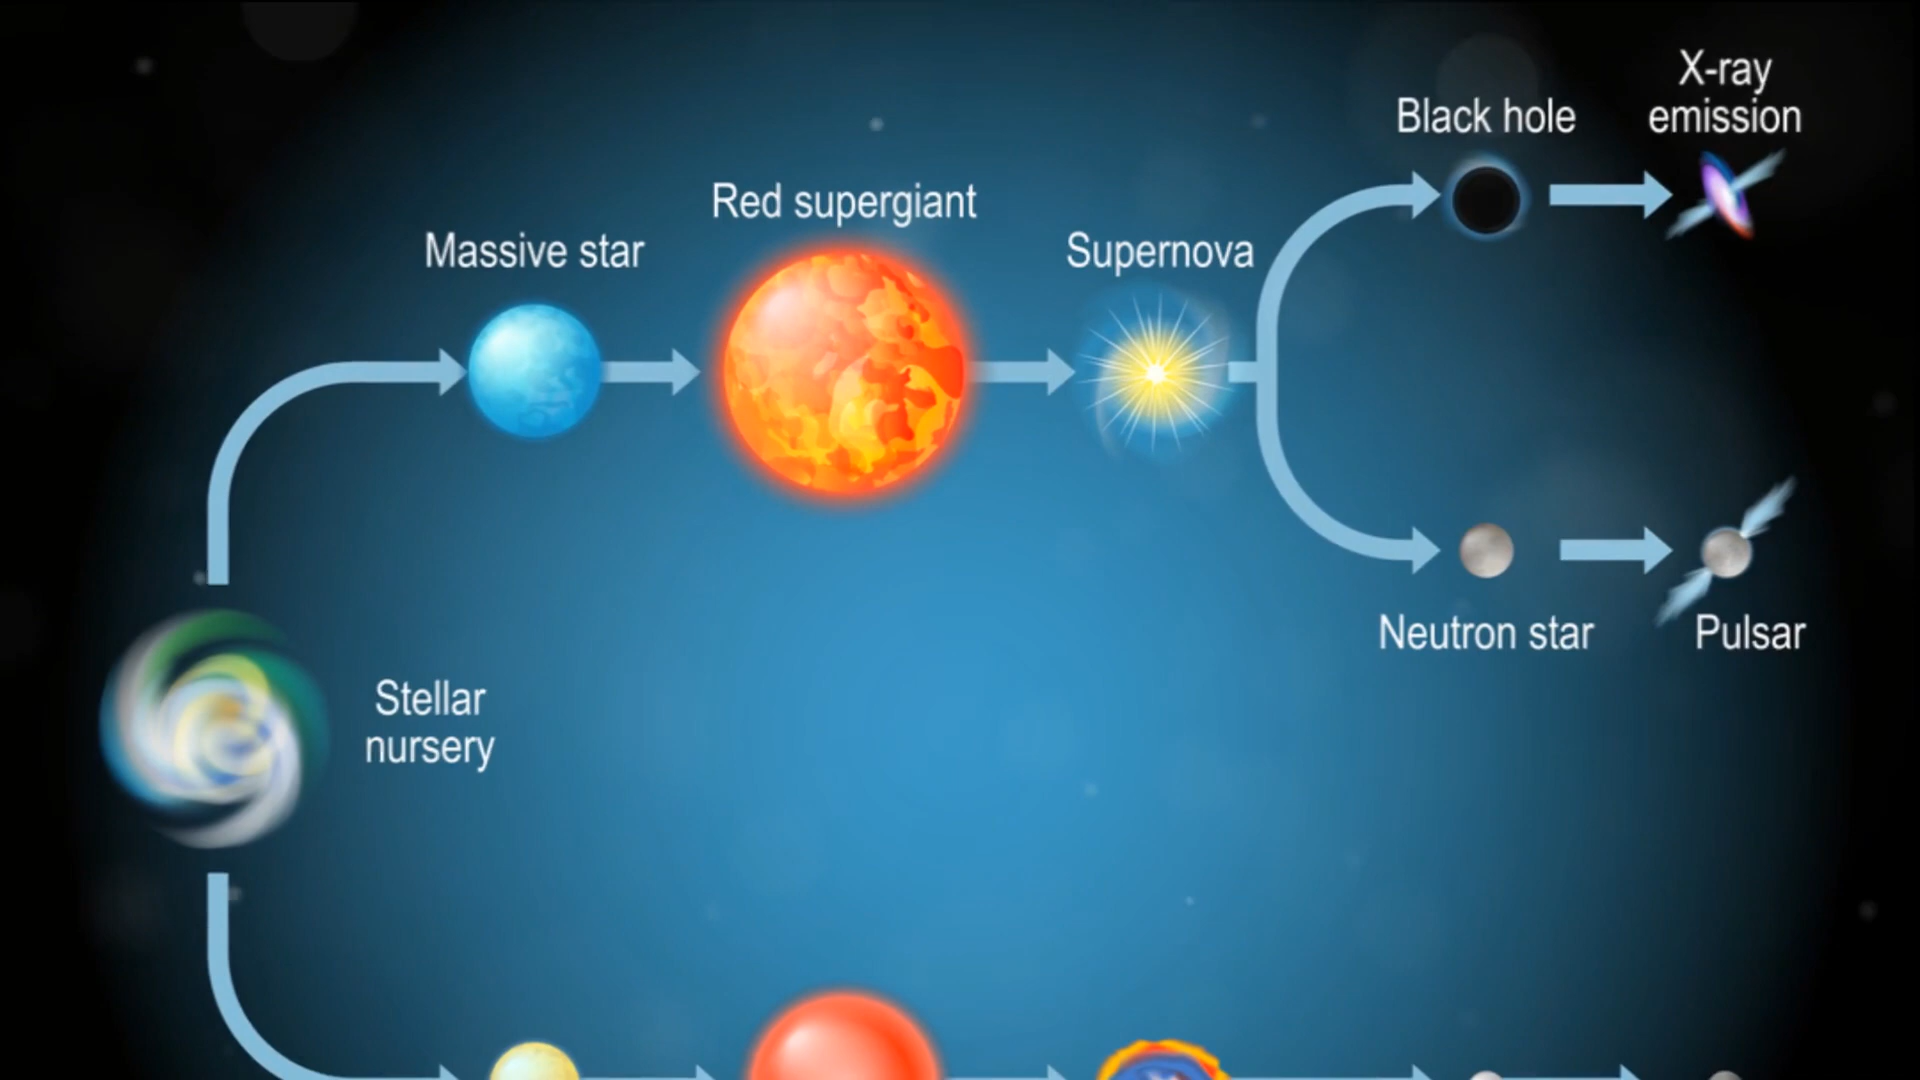 X-ray
emission
Black hole
Red supergiant
Massive star
Supernova
Neutron star
Pulsar
Stellar
nursery